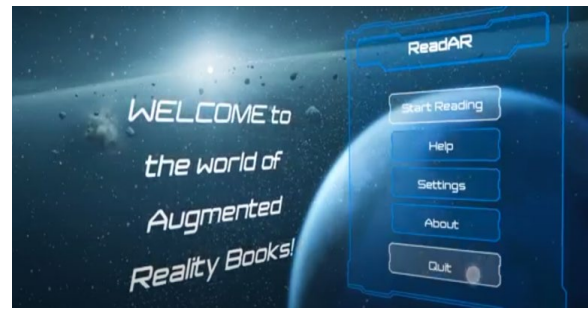 WELCOME to
the world of
Augmented
Reality Books!
ReadAR
Start Reading
Help
Settings
About
Quit